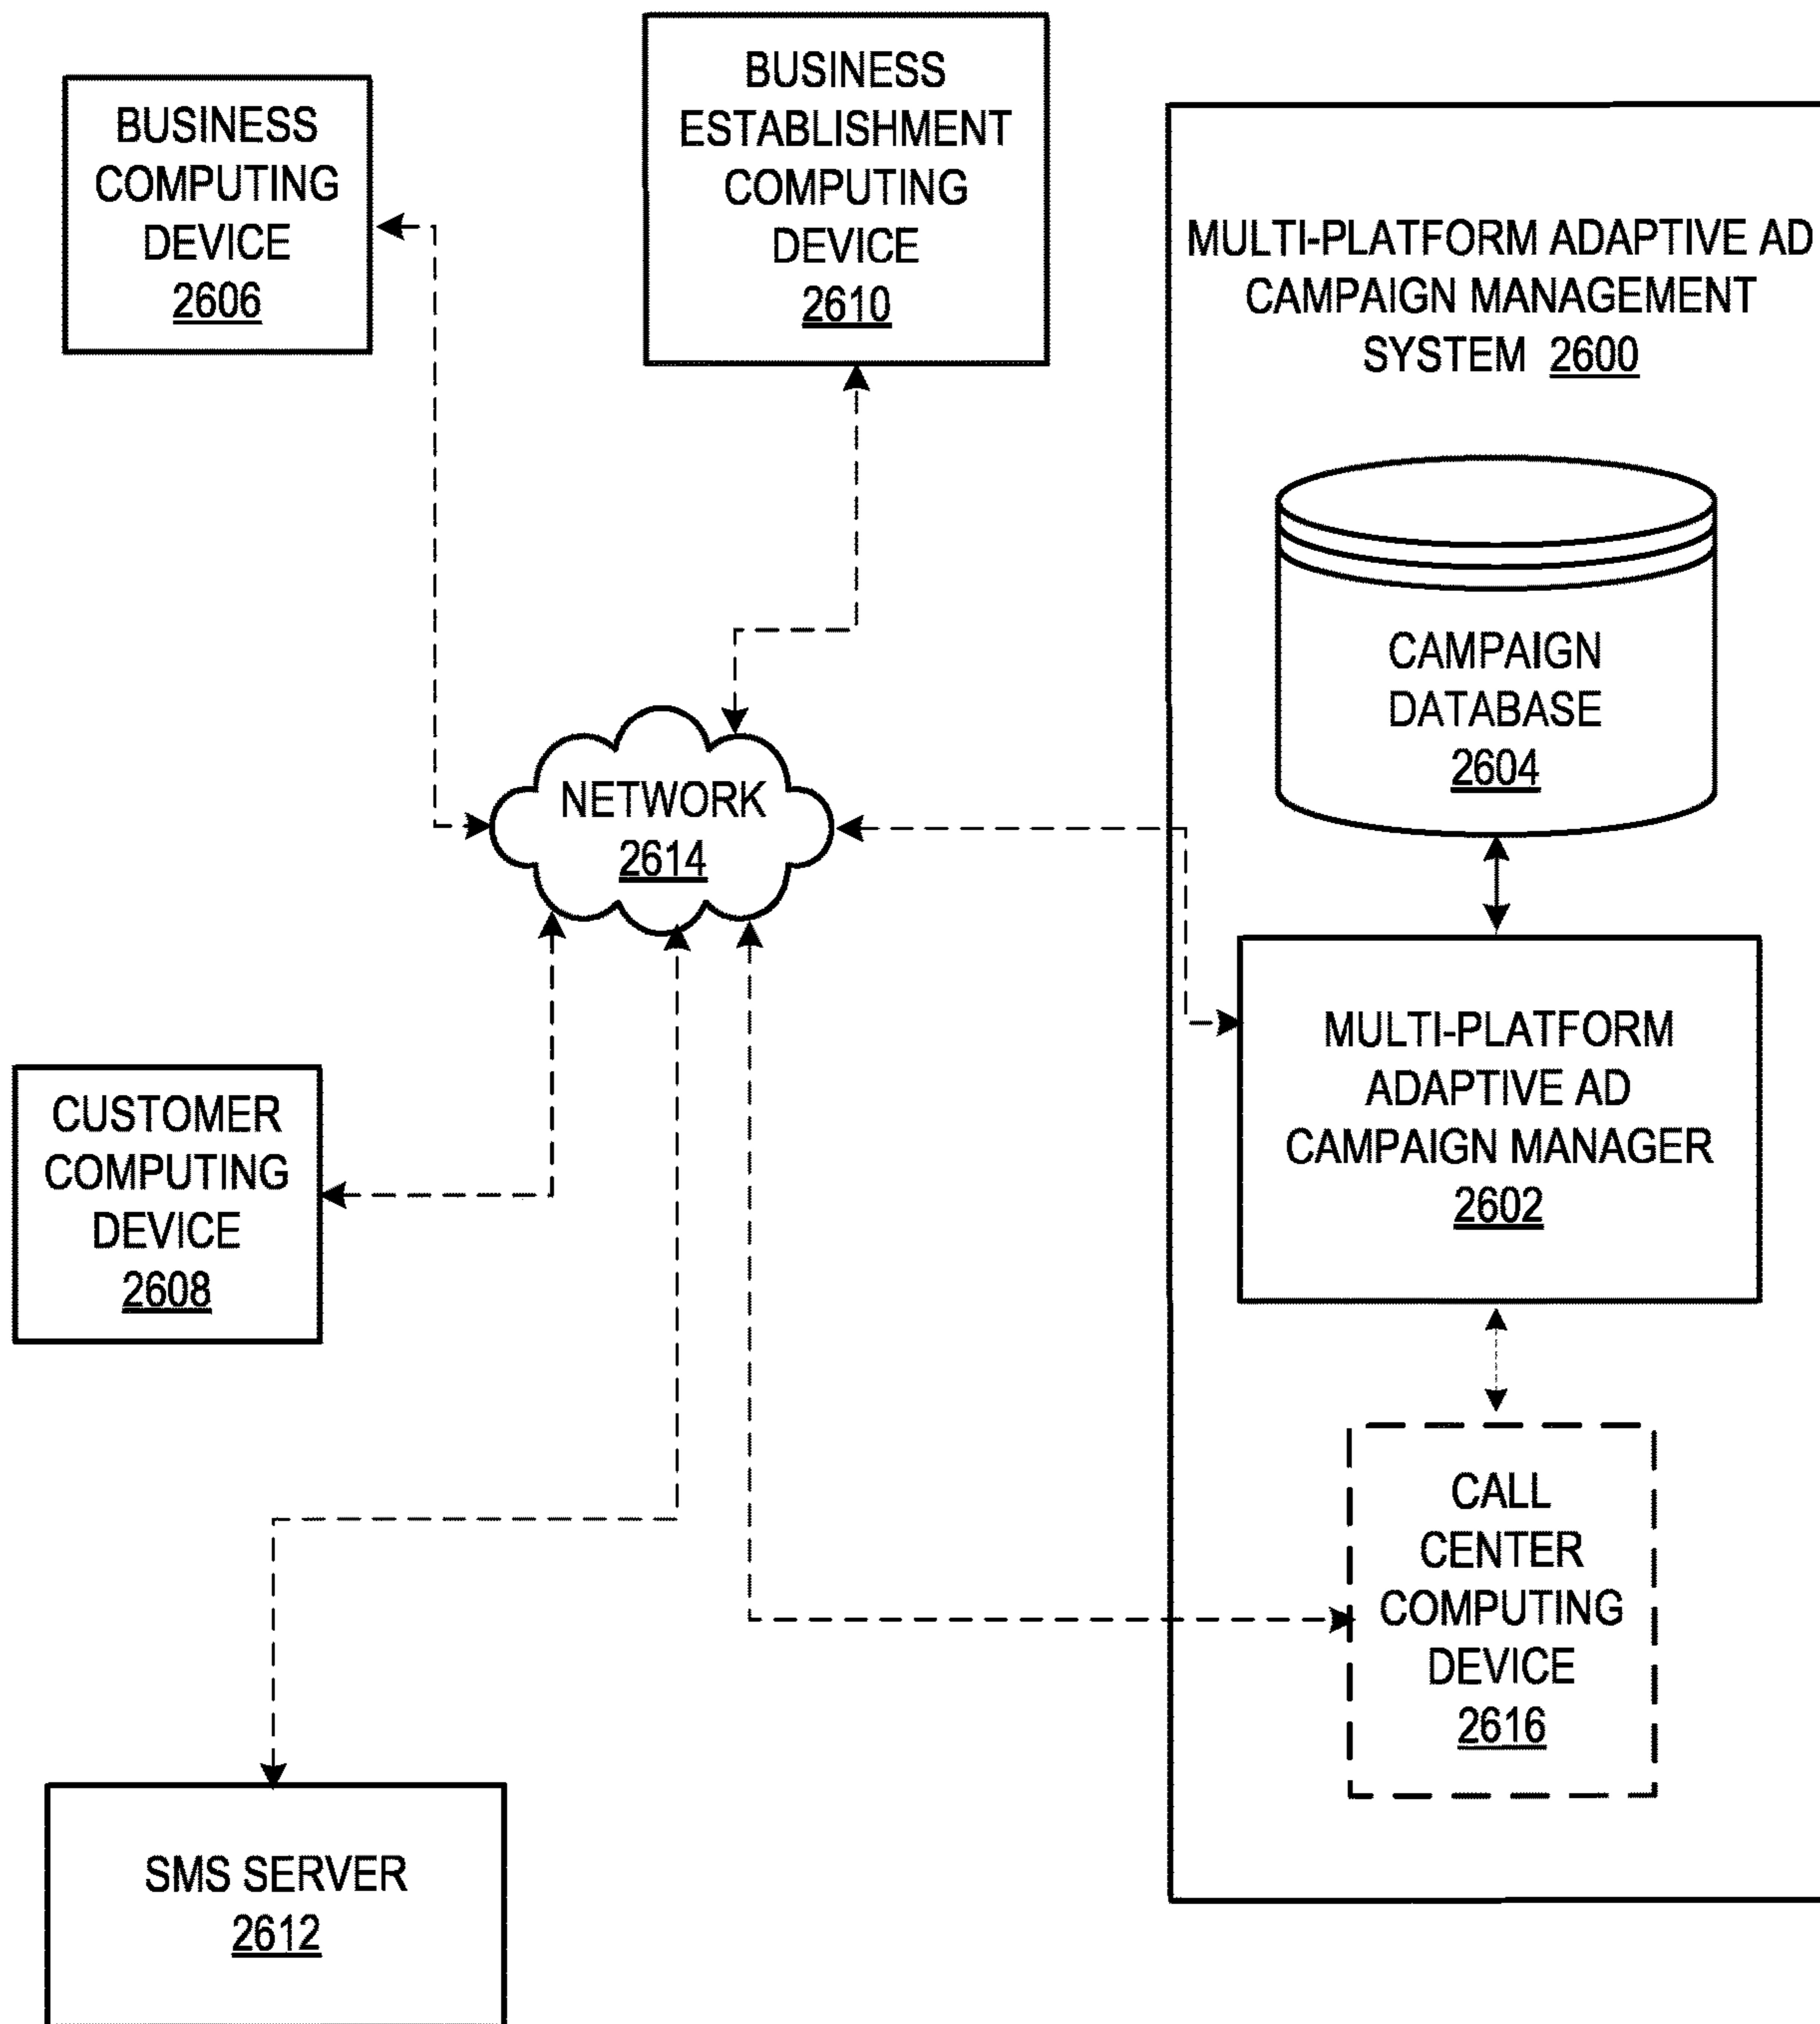 BUSINESS
COMPUTING
DEVICE
2606
BUSINESS
ESTABLISHMENT
COMPUTING
DEVICE
2610
MULTI-PLATFORM ADAPTIVE AD
CAMPAIGN MANAGEMENT
SYSTEM 2600
CAMPAIGN
DATABASE
2604
NETWORK
2614
MULTI-PLATFORM
ADAPTIVE AD
CAMPAIGN MANAGER
2602
CUSTOMER
COMPUTING
DEVICE
2608
CALL
CENTER
COMPUTING
DEVICE
2616
SMS SERVER
2612